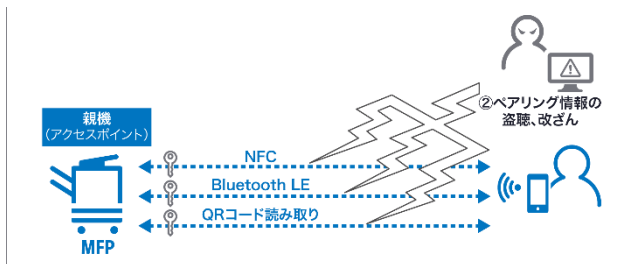 ②ペアリング情報の
盗聴、改ざん
親機
(アクセスポイント)
NFC
Bluetooth LE
QRコード読み取り
MFP